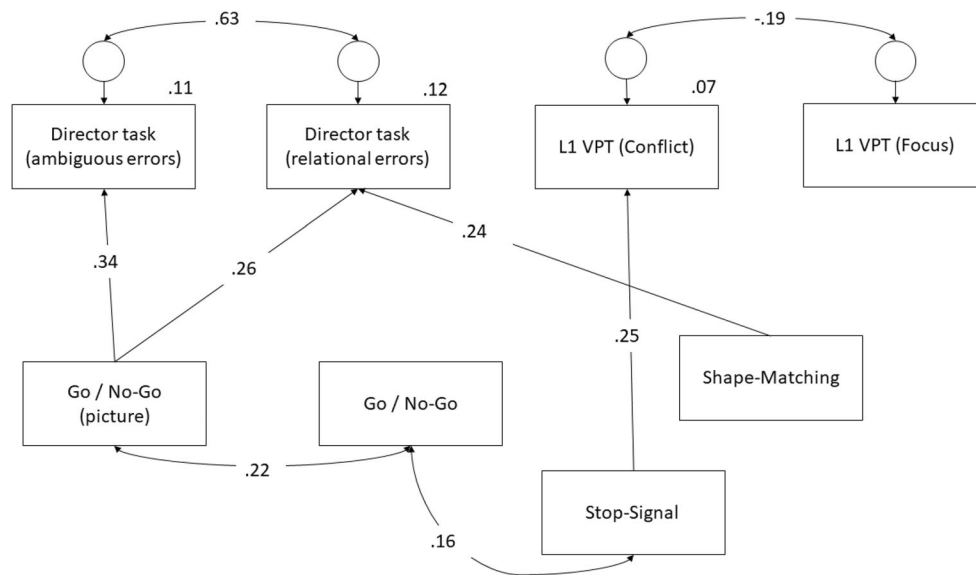 .63
-.19
.11
.12
.07
Director task
(ambiguous errors)
Director task
(relational errors)
L1 VPT (Conflict)
L1 VPT (Focus)
.24
.34
.26
.25
Go / No-Go
(picture)
Go / No-Go
Shape-Matching
.22
Stop-Signal
.16